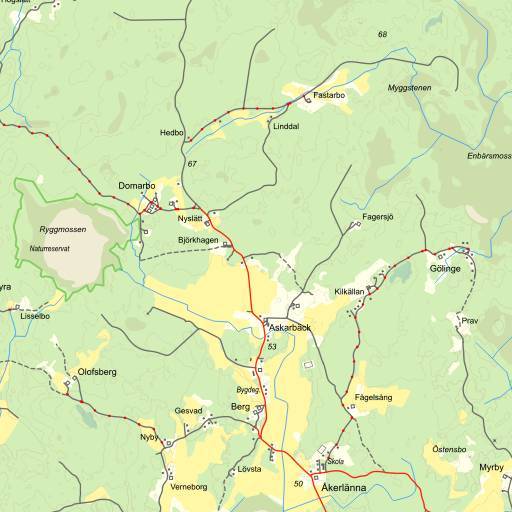 68
Myggstenen
Fastarbo
Hedbo
Linddal
Enbärsmoss
67
Domarbo
Nyslätt
Fagersjö
Ryggmossen
Naturreservat
Björkhagen
Gölinge
Kilkällan
yra
Lisselbo
Prav
Askarbäck
53
Olofsberg
Bygdeg.
Fågelsång
Gesvad
Berg
Nyby
Östensbo
Skola
Lövsta
Myrby
50
Verneborg
Åkerlänna